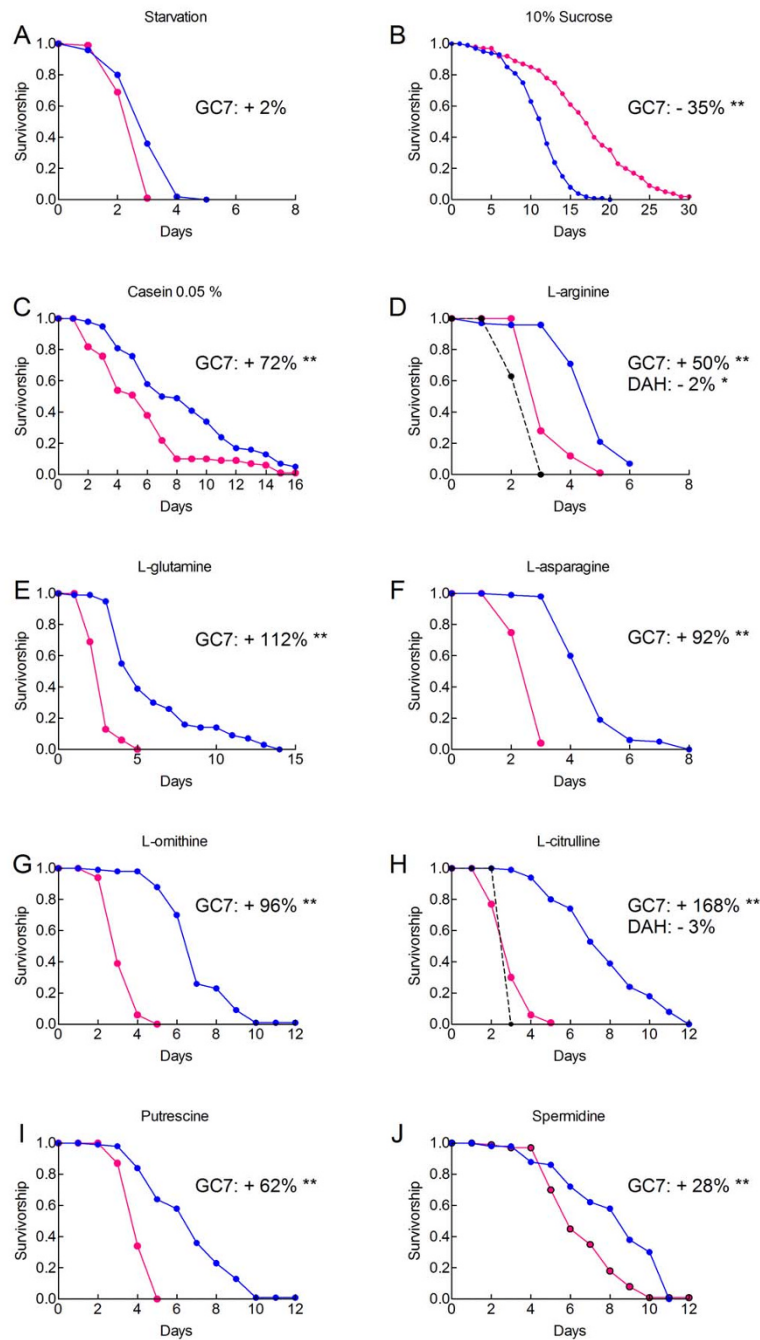 A
Starvation
1.0
0.8
0.6
0.4
0.2
0.0
Survivorship
GC7: + 2%
0 2 4 6 8
Days
B
10% Sucrose
1.0
0.8
0.6
0.4
0.2
0.0
Survivorship
GC7: - 35% **
0 5 10 15 20 25 30
Days
C
Casein 0.05 %
1.0
0.8
0.6
0.4
0.2
0.0
Survivorship
GC7: + 72% **
0 2 4 6 8 10 12 14 16
Days
D
L-arginine
1.0
0.8
0.6
0.4
0.2
0.0
Survivorship
GC7: + 50% **
DAH: - 2% *
0 2 4 6 8
Days
E
L-glutamine
1.0
0.8
0.6
0.4
0.2
0.0
Survivorship
GC7: + 112% **
0 5 10 15
Days
F
L-asparagine
1.0
0.8
0.6
0.4
0.2
0.0
Survivorship
GC7: + 92% **
0 2 4 6 8
Days
G
L-ornithine
1.0
0.8
0.6
0.4
0.2
0.0
Survivorship
GC7: + 96% **
0 2 4 6 8 10 12
Days
H
L-citrulline
1.0
0.8
0.6
0.4
0.2
0.0
Survivorship
GC7: + 168% **
DAH: - 3%
0 2 4 6 8 10 12
Days
I
Putrescine
1.0
0.8
0.6
0.4
0.2
0.0
Survivorship
GC7: + 62% **
0 2 4 6 8 10 12
Days
J
Spermidine
1.0
0.8
0.6
0.4
0.2
0.0
Survivorship
GC7: + 28% **
0 2 4 6 8 10 12
Days